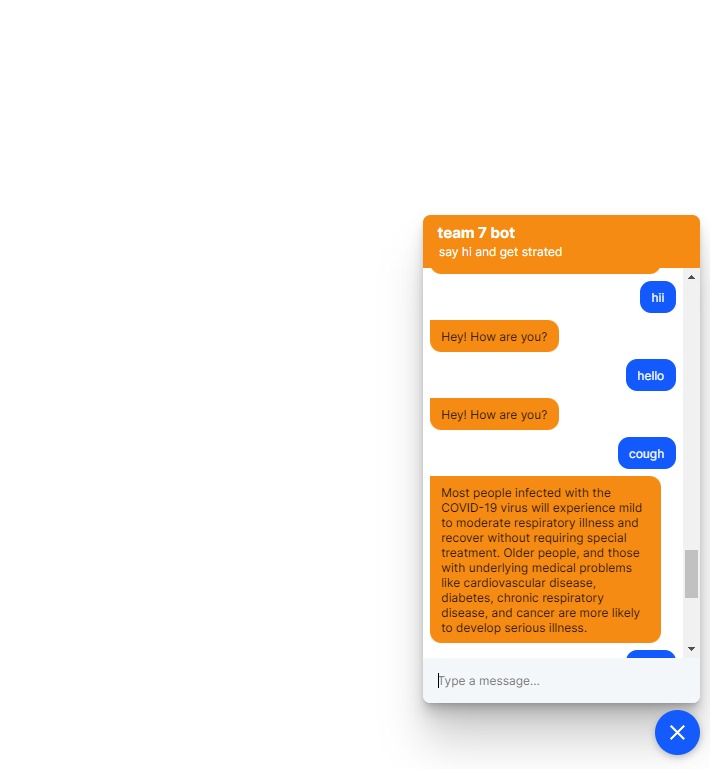 team 7 bot
say hi and get strated
hii
Hey! How are you?
hello
Hey! How are you?
cough
Most people infected with the
COVID-19 virus will experience mild
to moderate respiratory illness and
recover without requiring special
treatment. Older people, and those
with underlying medical problems
like cardiovascular disease,
diabetes, chronic respiratory
disease, and cancer are more likely
to develop serious illness.
Type a message...